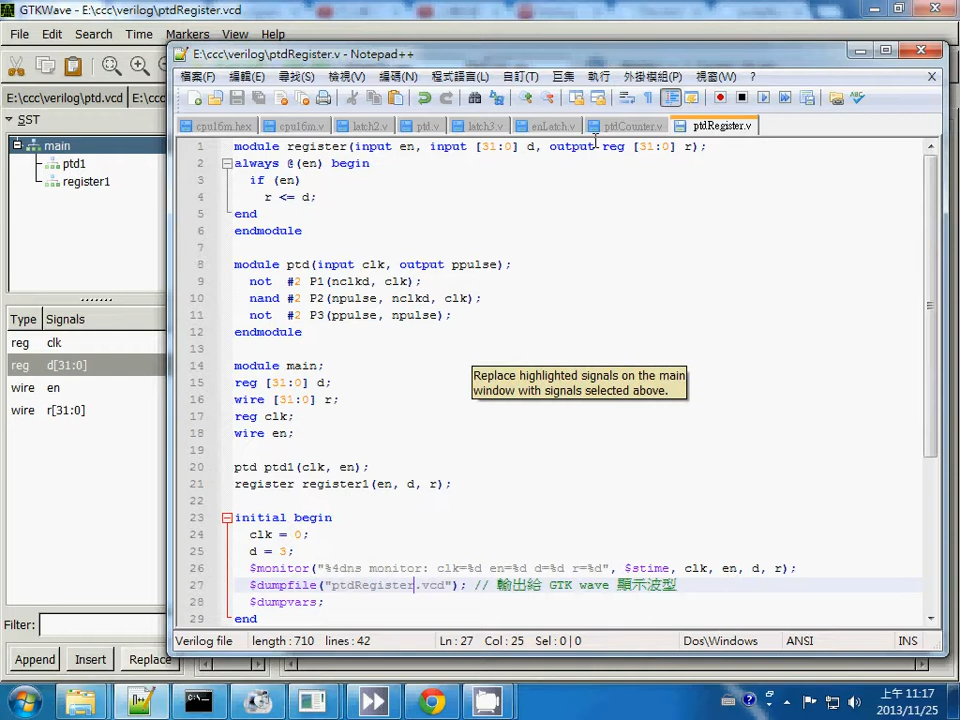 GTKWave - E:\ccc\verilog\ptdRegister.vcd
File Edit Search Time Markers View Help
E:\ccc\verilog\ptd.vcd E:\cc
SST
main
ptd1
register1
Type Signals
reg clk
reg d[31:0]
wire en
wire r[31:0]
Filter:
Append Insert Replace
E:\ccc\verilog\ptdRegister.v - Notepad++
檔案(F) 編輯(E) 尋找(S) 檢視(V) 編碼(N) 程式語言(L) 自訂(T) 巨集 執行 外掛模組(P) 視窗(W) ? X
cpu16m.hex cpu16m.v latch2.v ptd.v latch3.v enLatch.v ptdCounter.v ptdRegister.v
1 module register(input en, input [31:0] d, output reg [31:0] r);
2 always @(en) begin
3 if (en)
4 r <= d;
5 end
6 endmodule
7
8 module ptd(input clk, output ppulse);
9 not #2 P1(nclkd, clk);
10 nand #2 P2(npulse, nclkd, clk);
11 not #2 P3(ppulse, npulse);
12 endmodule
13
14 module main;
15 reg [31:0] d;
16 wire [31:0] r;
17 reg clk;
18 wire en;
19
20 ptd ptd1(clk, en);
21 register register1(en, d, r);
22
23 initial begin
24 clk = 0;
25 d = 3;
26 $monitor("%4dns monitor: clk=%d en=%d d=%d r=%d", $stime, clk, en, d, r);
27 $dumpfile("ptdRegister.vcd"); // 輸出給 GTK wave 顯示波型
28 $dumpvars;
29 end
Replace highlighted signals on the main
window with signals selected above.
Verilog file length : 710 lines : 42 Ln : 27 Col : 25 Sel : 0 | 0 Dos\Windows ANSI INS
上午 11:17
2013/11/25